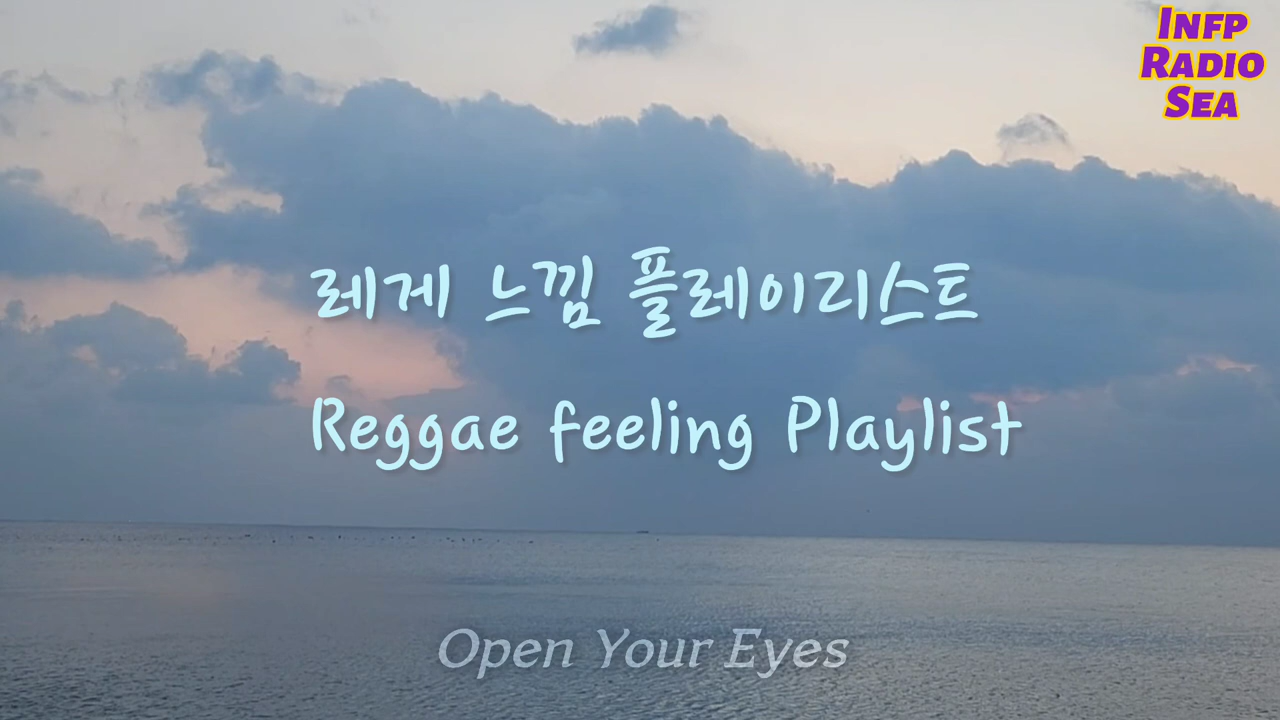 INFP
RADIO
SEA
레게 느낌 플레이리스트
Reggae feeling Playlist
Open Your Eyes